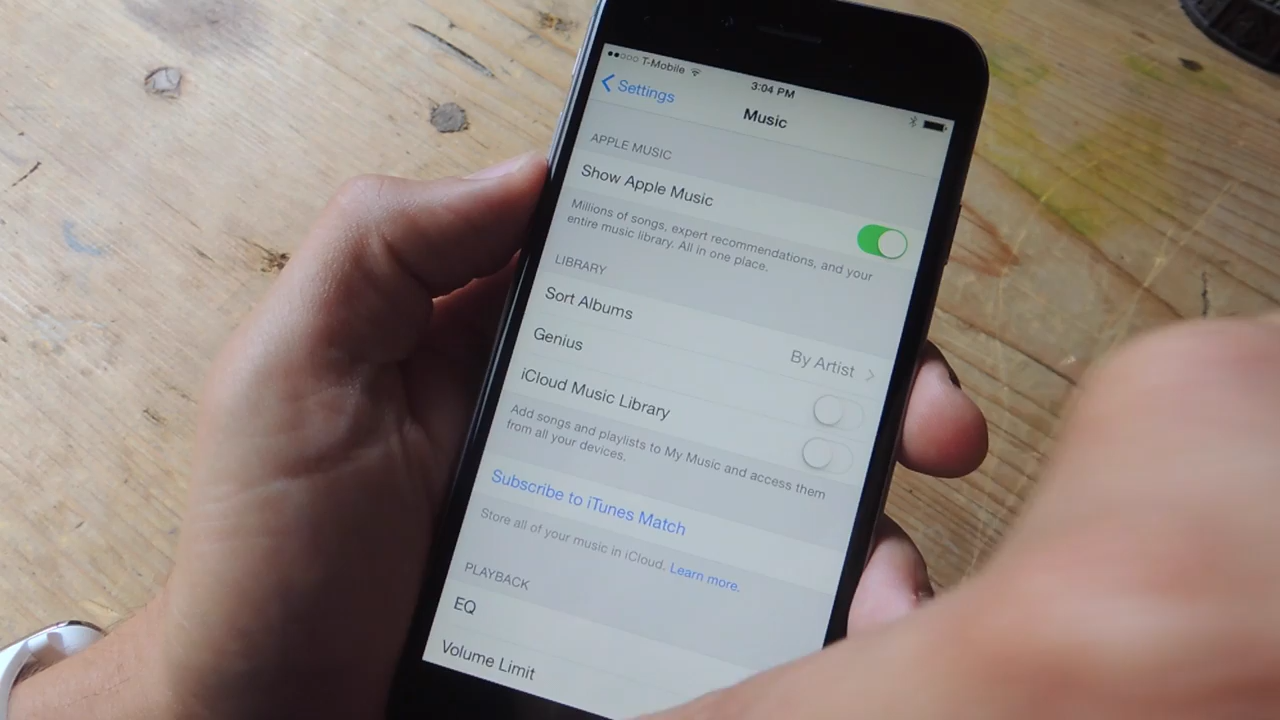 T-Mobile
3:04 PM
Settings
Music
APPLE MUSIC
Show Apple Music
Millions of songs, expert recommendations, and your
entire music library. All in one place.
LIBRARY
Sort Albums By Artist
Genius
iCloud Music Library
Add songs and playlists to My Music and access them
from all your devices.
Subscribe to iTunes Match
Store all of your music in iCloud. Learn more.
PLAYBACK
EQ
Volume Limit